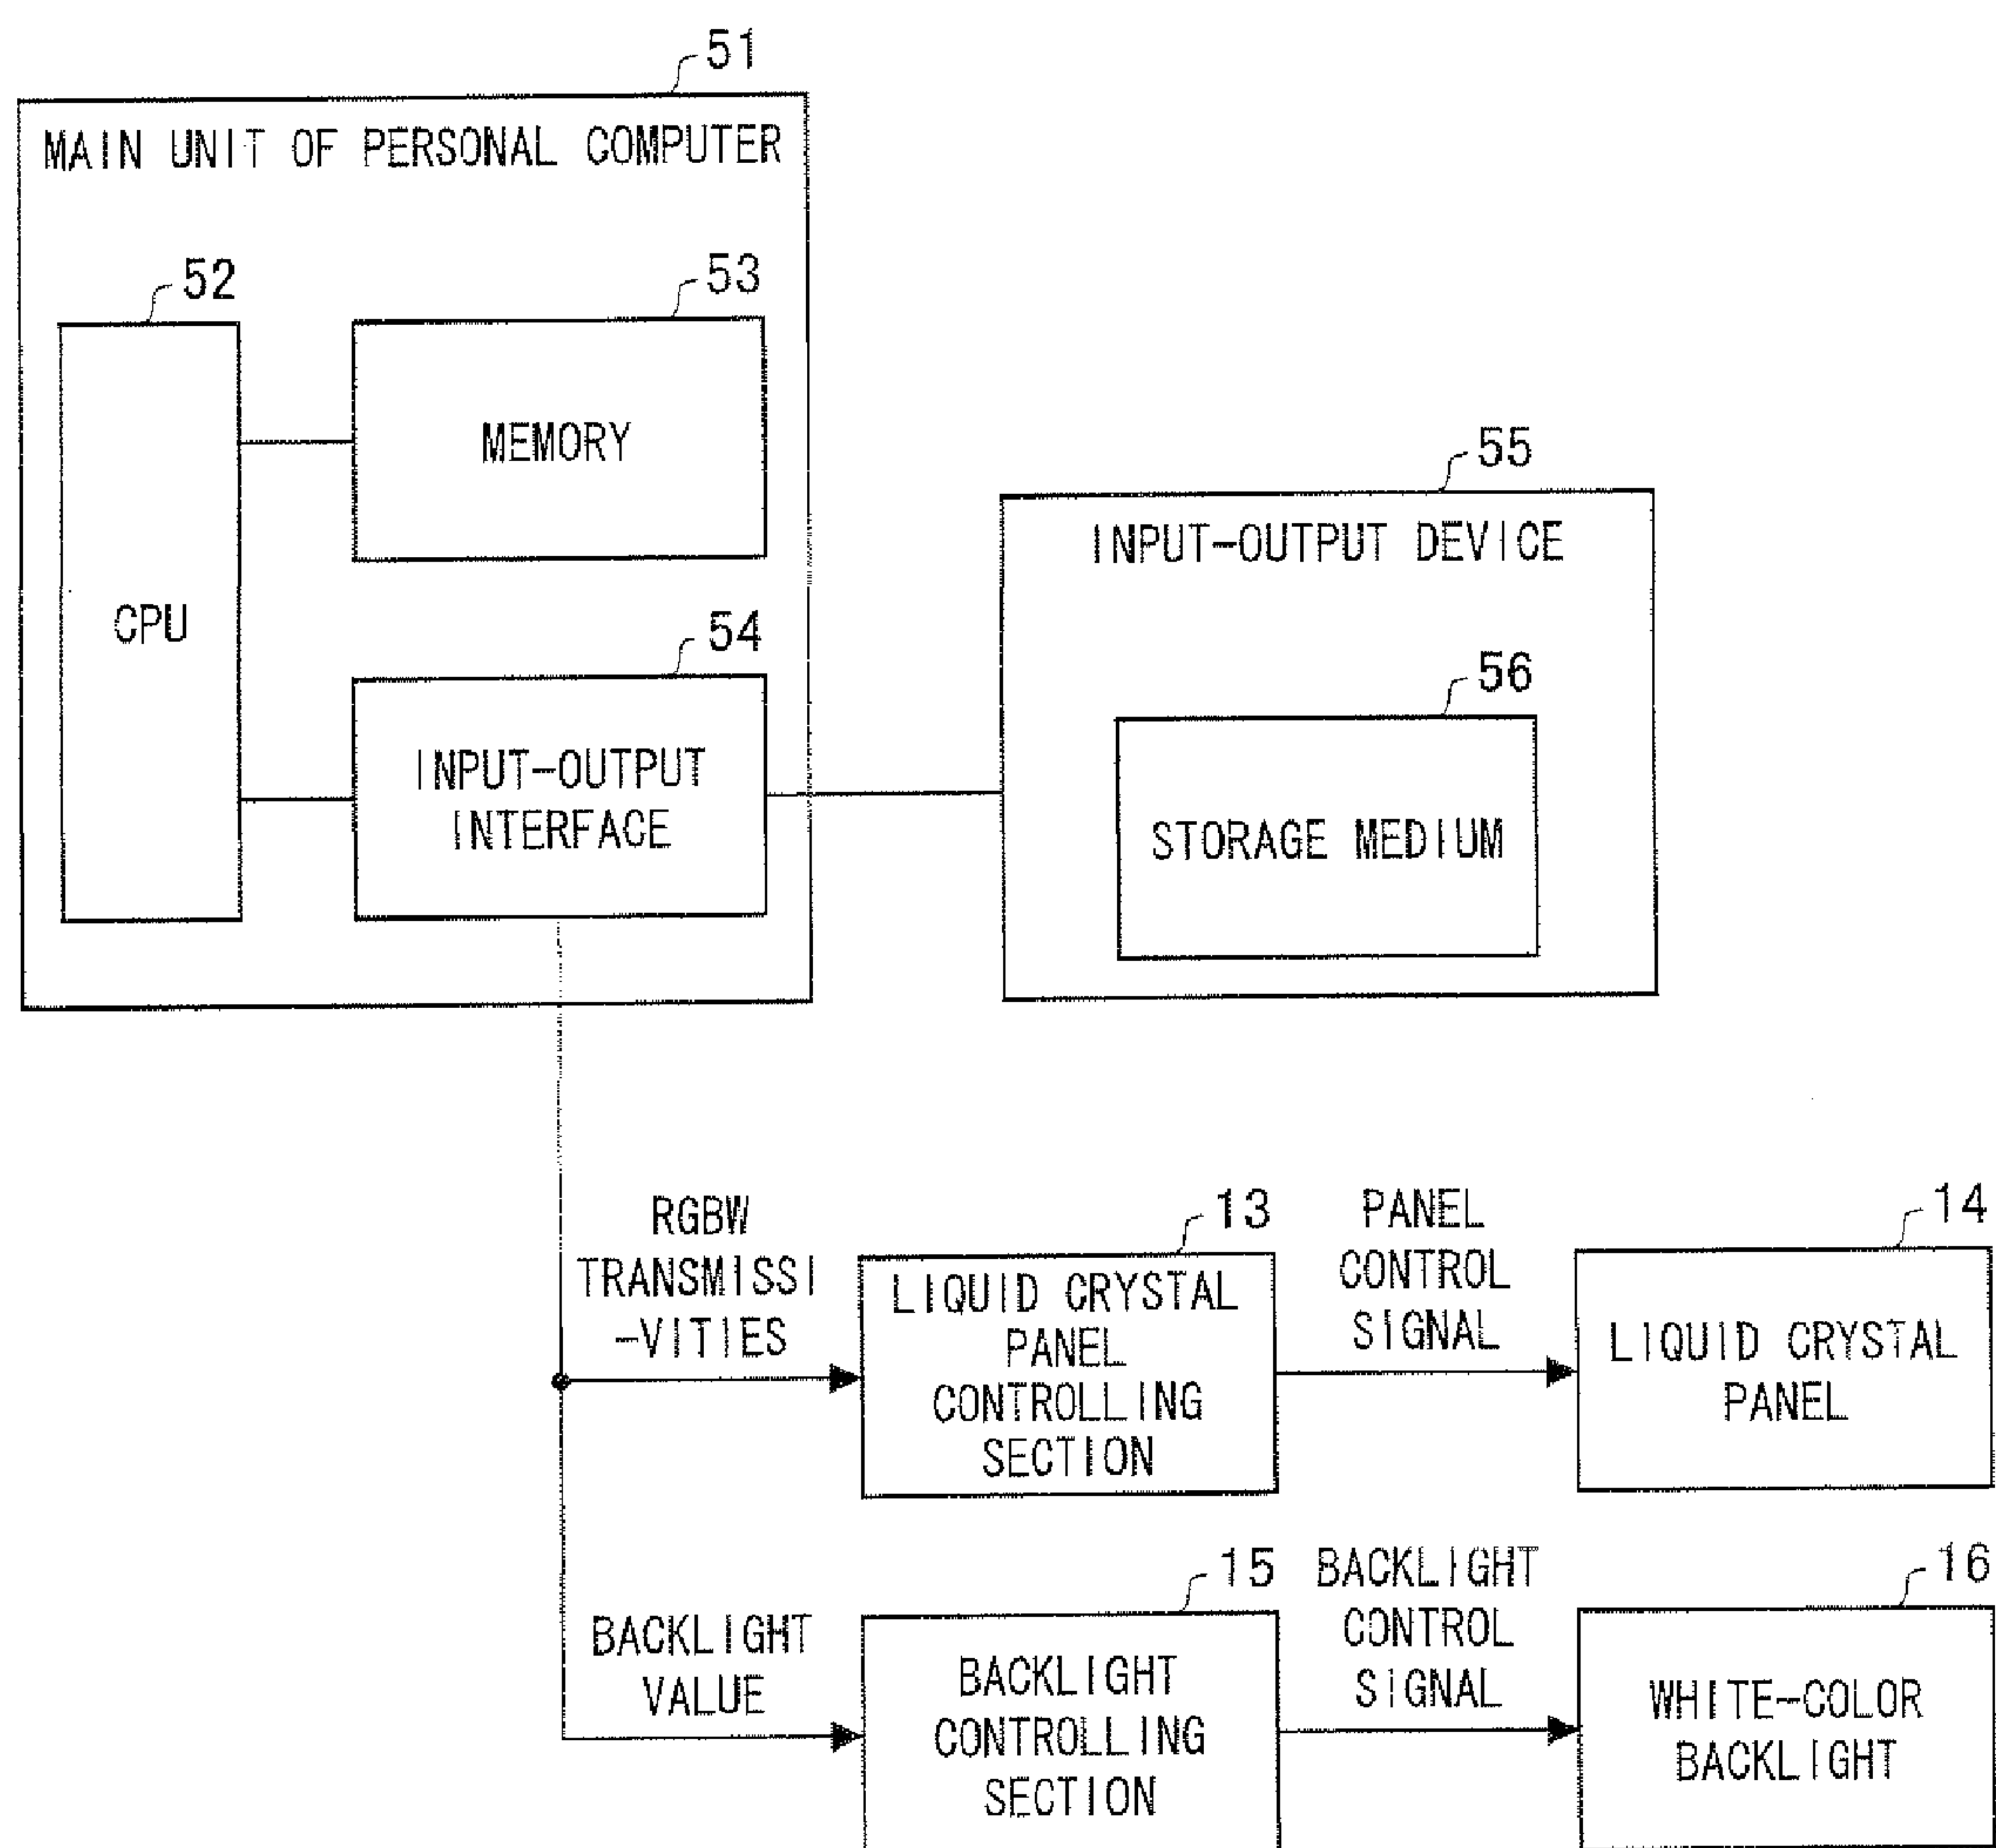 51
MAIN UNIT OF PERSONAL COMPUTER
52
53
CPU
MEMORY
54
INPUT-OUTPUT
INTERFACE
55
INPUT-OUTPUT DEVICE
56
STORAGE MEDIUM
RGBW
TRANSMISSI
-VITIES
13
LIQUID CRYSTAL
PANEL
CONTROLLING
SECTION
PANEL
CONTROL
SIGNAL
14
LIQUID CRYSTAL
PANEL
BACKLIGHT
VALUE
15
BACKLIGHT
CONTROLLING
SECTION
BACKLIGHT
CONTROL
SIGNAL
16
WHITE-COLOR
BACKLIGHT